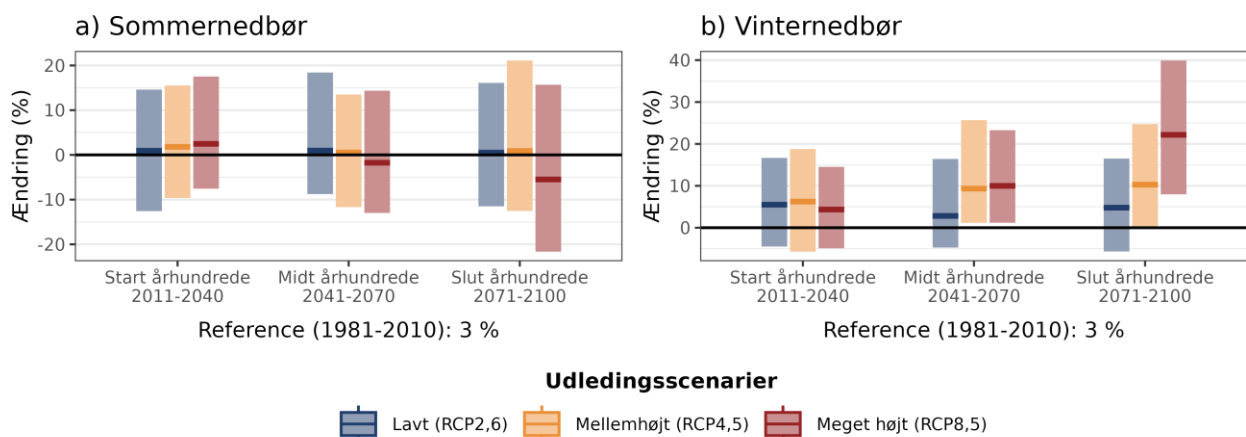 a) Sommernedbør
Ændring (%)
20
10
0
-10
-20
Start århundrede
2011-2040
Midt århundrede
2041-2070
Slut århundrede
2071-2100
Reference (1981-2010): 3 %
b) Vinternedbør
Ændring (%)
40
30
20
10
0
Start århundrede
2011-2040
Midt århundrede
2041-2070
Slut århundrede
2071-2100
Reference (1981-2010): 3 %
Udledingsscenarier
Lavt (RCP2,6)
Mellemhøjt (RCP4,5)
Meget højt (RCP8,5)